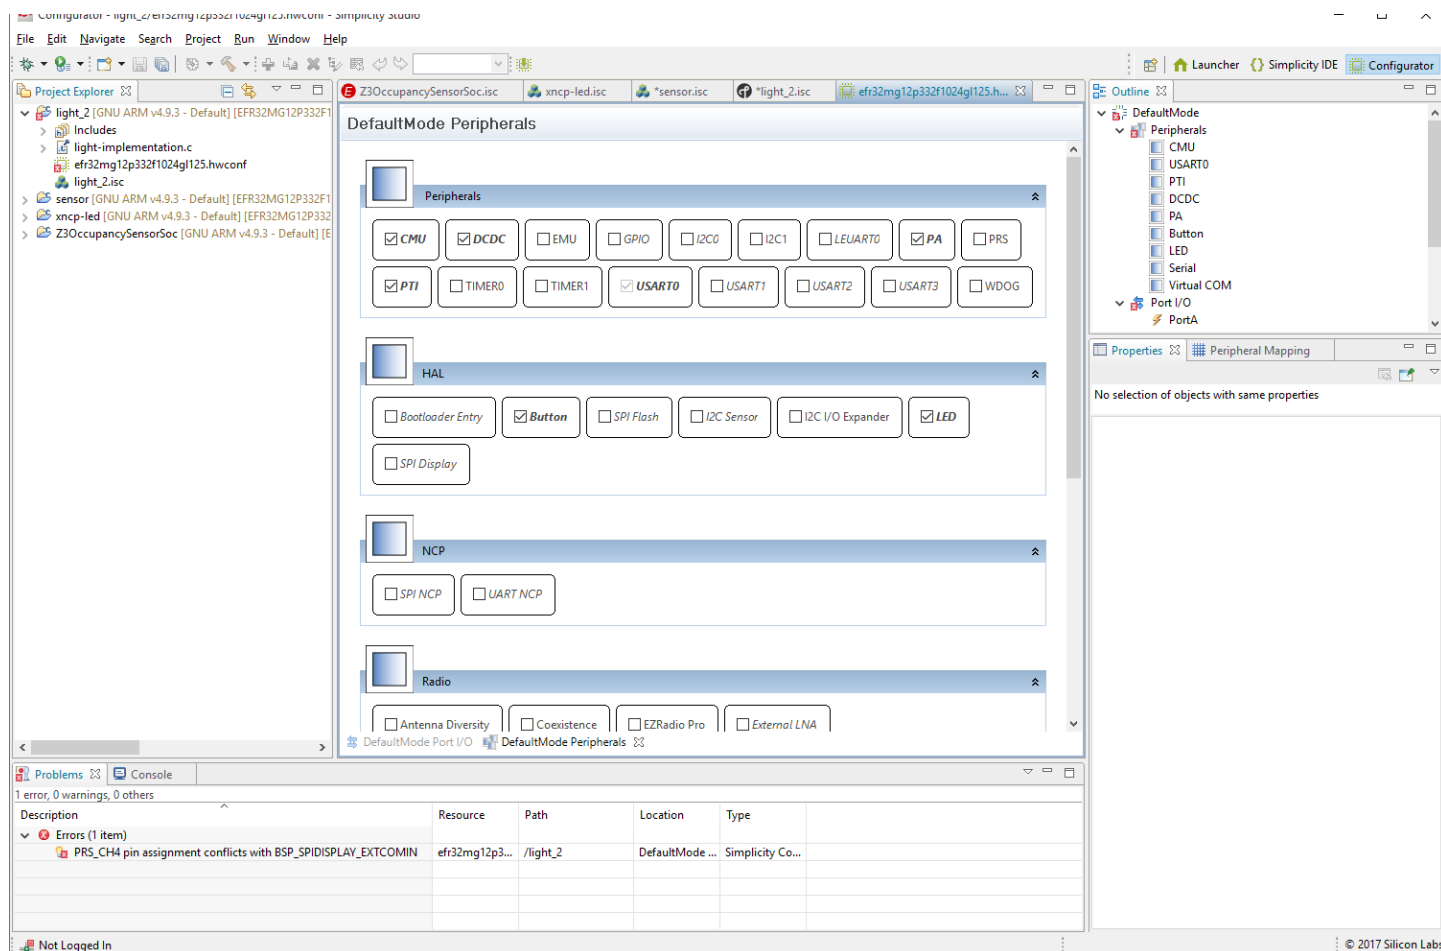 Configurator - light_2/efr32mg12p332f1024gl125.hwconf - Simplicity Studio
File Edit Navigate Search Project Run Window Help
Launcher {} Simplicity IDE Configurator
Project Explorer
light_2 [GNU ARM v4.9.3 - Default] [EFR32MG12P332F1
Includes
light-implementation.c
efr32mg12p332f1024gl125.hwconf
light_2.isc
sensor [GNU ARM v4.9.3 - Default] [EFR32MG12P332F1
xncp-led [GNU ARM v4.9.3 - Default] [EFR32MG12P332
Z3OccupancySensorSoc [GNU ARM v4.9.3 - Default] [E
Z3OccupancySensorSoc.isc xncp-led.isc *sensor.isc *light_2.isc efr32mg12p332f1024gl125.h...
DefaultMode Peripherals
Peripherals
CMU DCDC EMU GPIO I2C0 I2C1 LEUART0 PA PRS
PTI TIMER0 TIMER1 USART0 USART1 USART2 USART3 WDOG
HAL
Bootloader Entry Button SPI Flash I2C Sensor I2C I/O Expander LED
SPI Display
NCP
SPI NCP UART NCP
Radio
Antenna Diversity Coexistence EZRadio Pro External LNA
DefaultMode Port I/O DefaultMode Peripherals
Outline
DefaultMode
Peripherals
CMU
USART0
PTI
DCDC
PA
Button
LED
Serial
Virtual COM
Port I/O
PortA
Properties Peripheral Mapping
No selection of objects with same properties
Problems Console
1 error, 0 warnings, 0 others
Description Resource Path Location Type
Errors (1 item)
PRS_CH4 pin assignment conflicts with BSP_SPIDISPLAY_EXTCOMIN efr32mg12p3... /light_2 DefaultMode ... Simplicity Co...
Not Logged In
© 2017 Silicon Labs